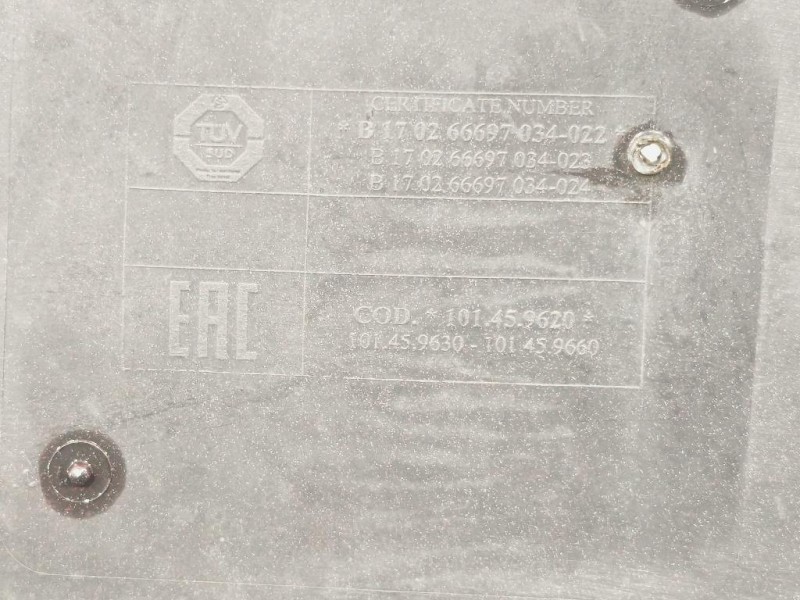 TÜV
SÜD
CERTIFICATE NUMBER
* B 17 02 66697 034-022 *
B 17 02 66697 034-023
B 17 02 66697 034-024
EAC
COD. * 101.45.9620 *
101.45.9630 - 101.45.9660